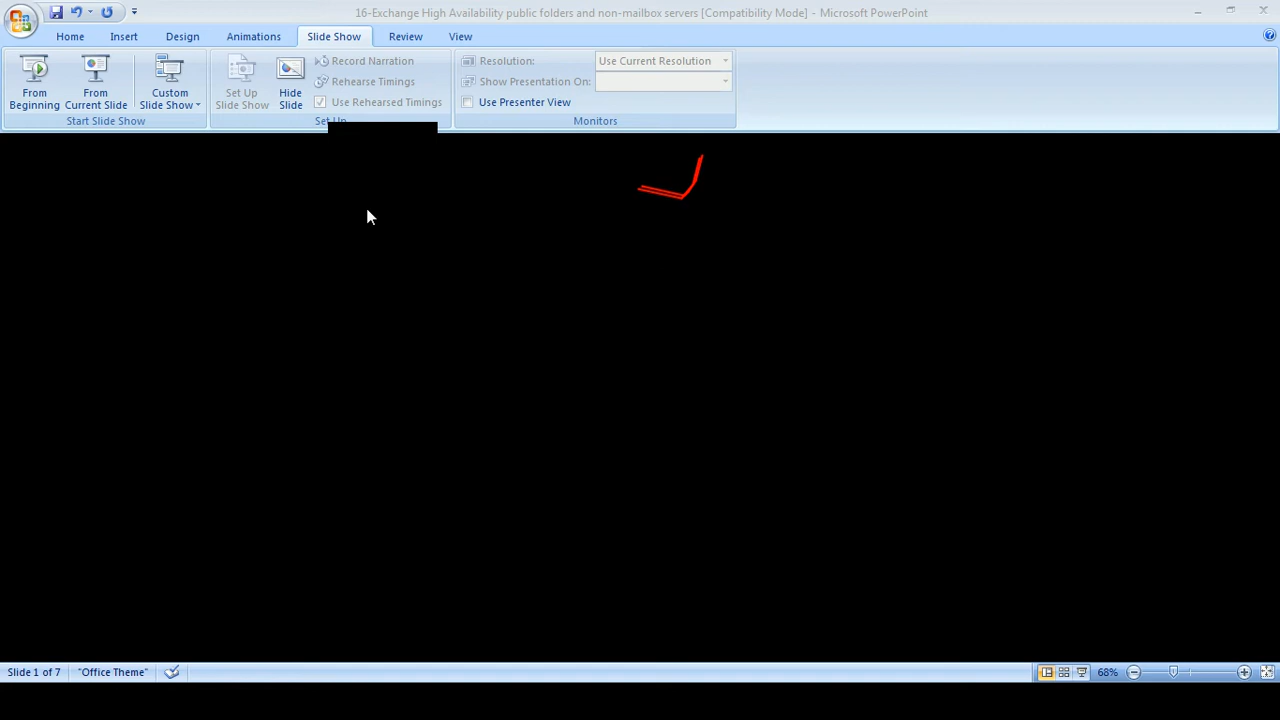 16-Exchange High Availability public folders and non-mailbox servers [Compatibility Mode] - Microsoft PowerPoint
Home Insert Design Animations Slide Show Review View
From Beginning
From Current Slide
Custom Slide Show
Start Slide Show
Set Up Slide Show
Hide Slide
Record Narration
Rehearse Timings
Use Rehearsed Timings
Set Up
Resolution: Use Current Resolution
Show Presentation On:
Use Presenter View
Monitors
Slide 1 of 7 "Office Theme" 68%